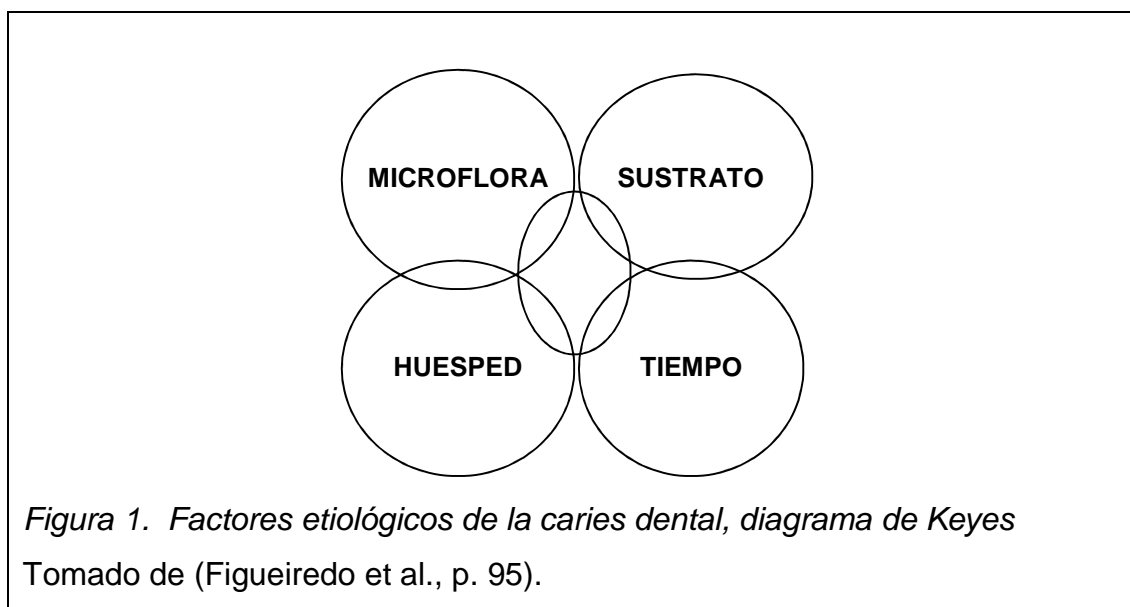 MICROFLORA SUSTRATO
HUESPED TIEMPO
Figura 1. Factores etiológicos de la caries dental, diagrama de Keyes
Tomado de (Figueiredo et al., p. 95).